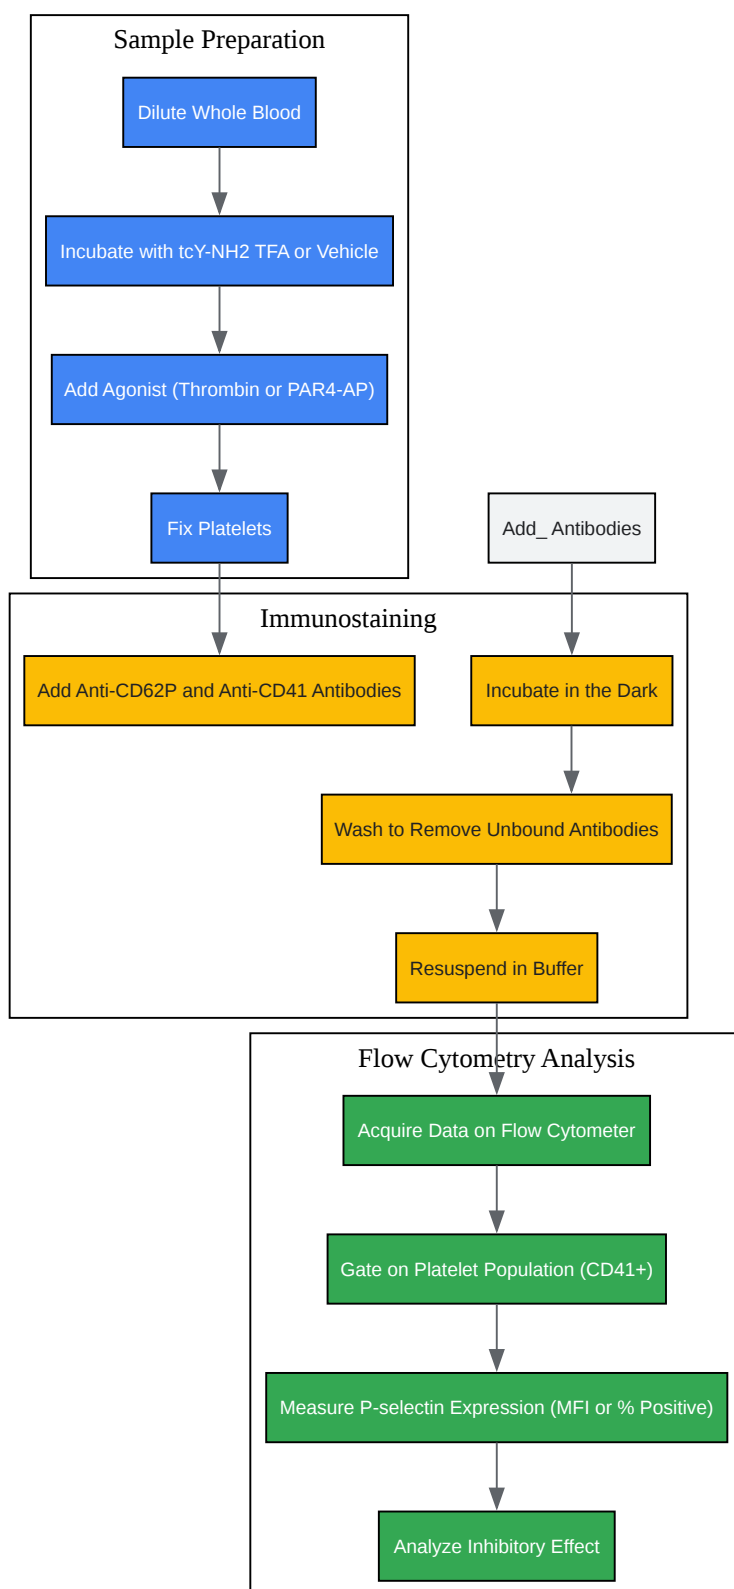 Sample Preparation
Dilute Whole Blood
Incubate with tcY-NH2 TFA or Vehicle
Add Agonist (Thrombin or PAR4-AP)
Fix Platelets
Add_ Antibodies
Immunostaining
Add Anti-CD62P and Anti-CD41 Antibodies
Incubate in the Dark
Wash to Remove Unbound Antibodies
Resuspend in Buffer
Flow Cytometry Analysis
Acquire Data on Flow Cytometer
Gate on Platelet Population (CD41+)
Measure P-selectin Expression (MFI or % Positive)
Analyze Inhibitory Effect